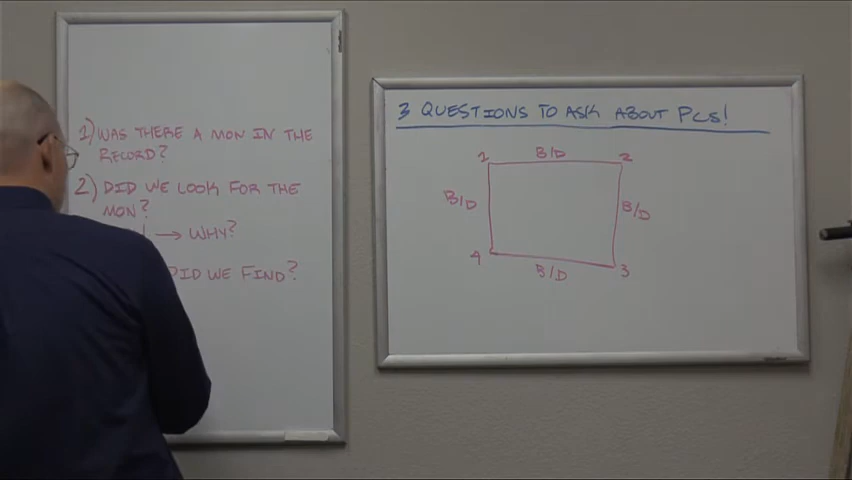 1) WAS THERE A MON IN THE
RECORD?
2) DID WE LOOK FOR THE
MON?
→ WHY?
DID WE FIND?
3 QUESTIONS TO ASK ABOUT PCS!
1 B/D 2
B/D B/D
4 B/D 3